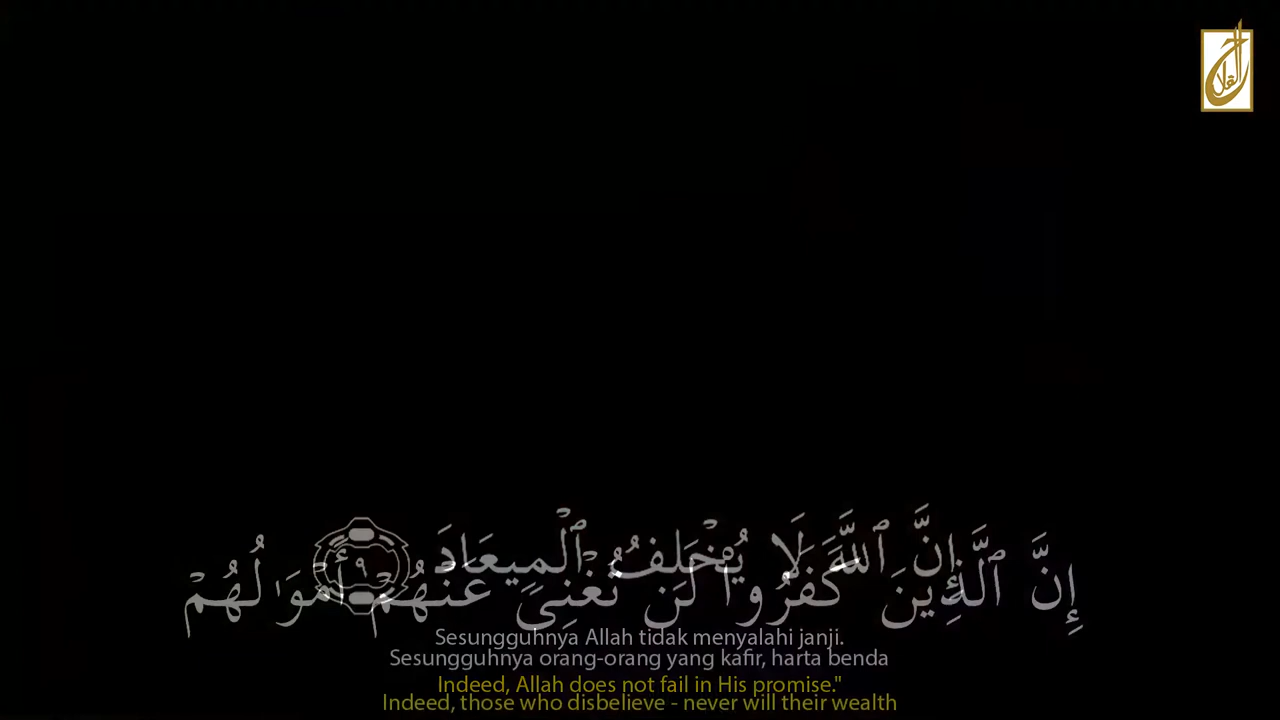 إِنَّ ٱللَّهَ لَا يُخْلِفُ ٱلْمِيعَادَ ٩
إِنَّ ٱلَّذِينَ كَفَرُوا۟ لَن تُغْنِىَ عَنْهُمْ أَمْوَٰلُهُمْ
Sesungguhnya Allah tidak menyalahi janji.
Sesungguhnya orang-orang yang kafir, harta benda
Indeed, Allah does not fail in His promise."
Indeed, those who disbelieve - never will their wealth